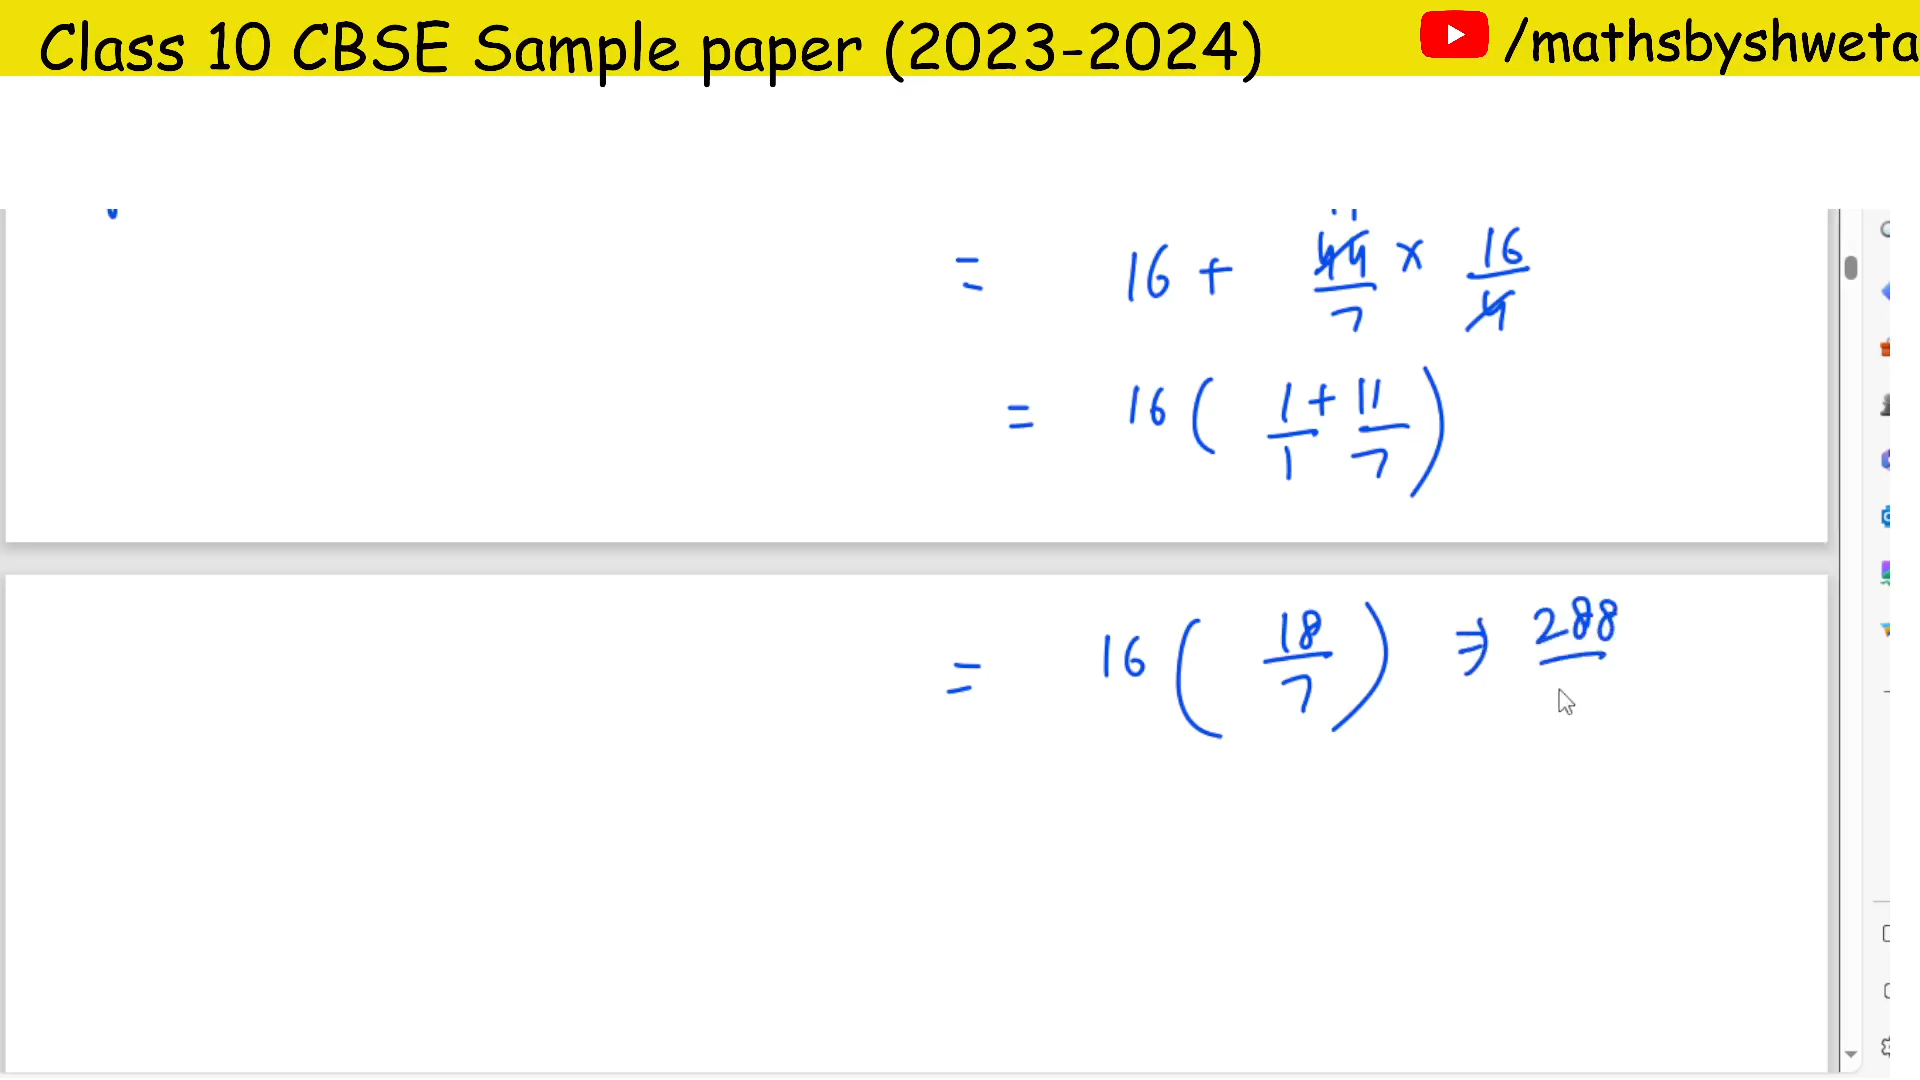 Class 10 CBSE Sample paper (2023-2024)
/mathsbyshweta
= 16 + 44/7 x 16/4
= 16 ( 1/1 + 11/7 )
= 16 ( 18/7 ) ⇒ 288